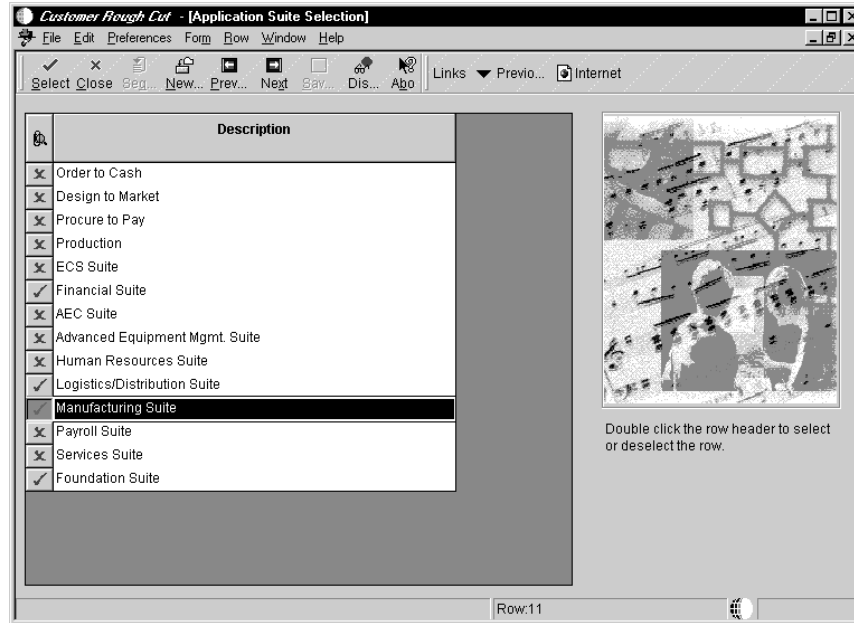 Customer Rough Cut - [Application Suite Selection]
File Edit Preferences Form Row Window Help
Select Close Seq... New... Prev... Next Sav... Dis... Abo Links Previo... Internet
Description
Order to Cash
Design to Market
Procure to Pay
Production
ECS Suite
Financial Suite
AEC Suite
Advanced Equipment Mgmt. Suite
Human Resources Suite
Logistics/Distribution Suite
Manufacturing Suite
Payroll Suite
Services Suite
Foundation Suite
Double click the row header to select
or deselect the row.
Row:11